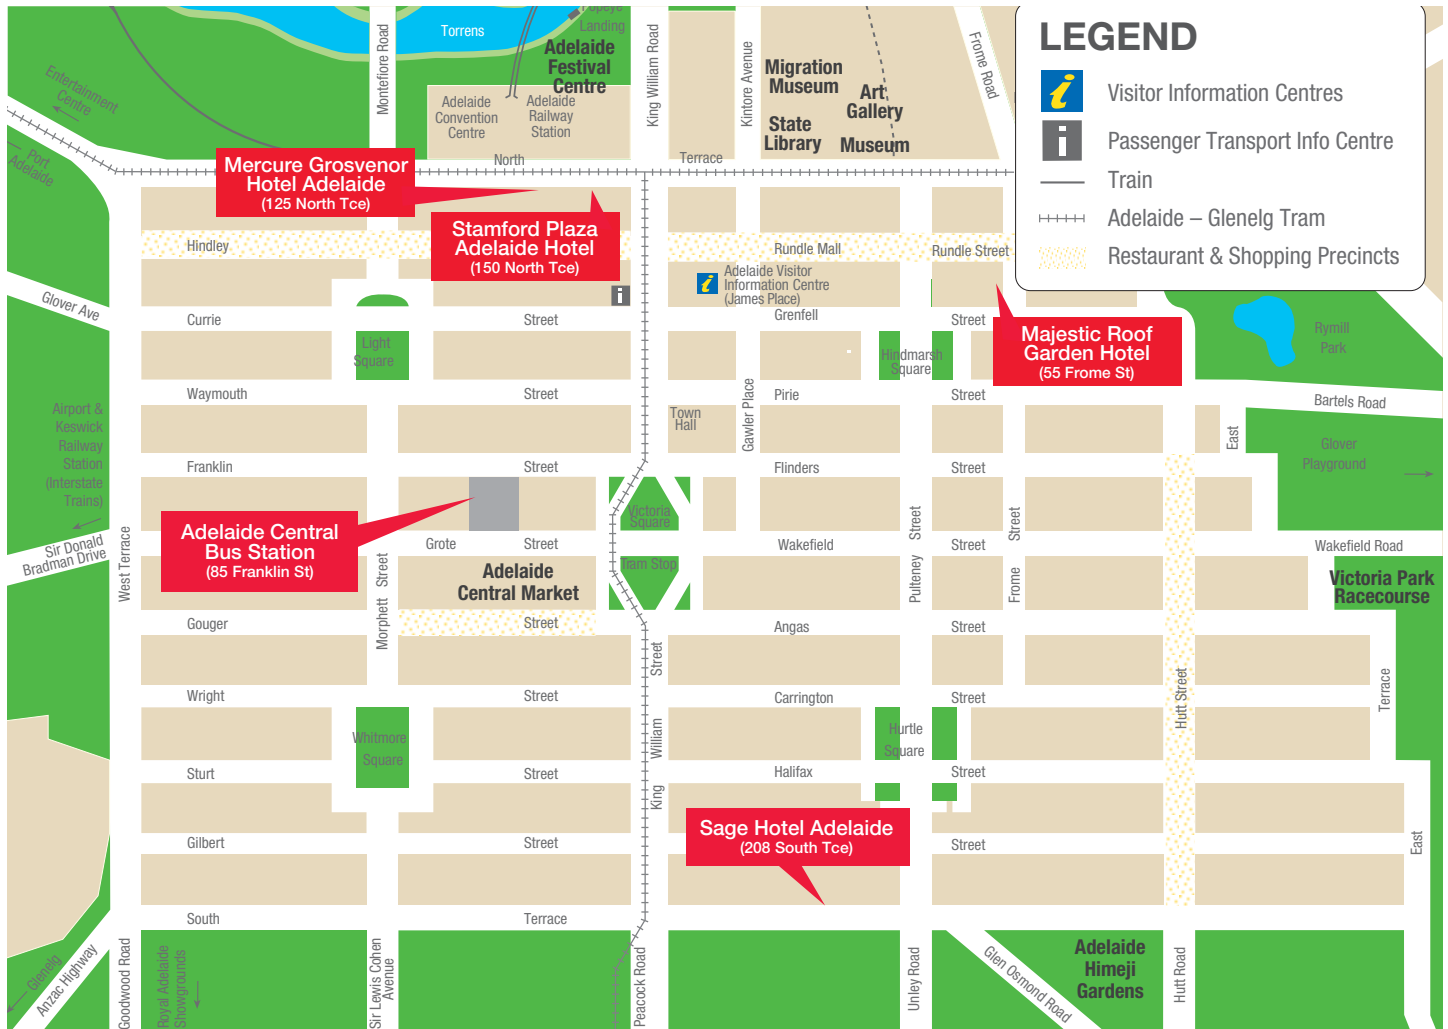 Popeye
Landing
Torrens
Montefiore Road
Adelaide
Festival
Centre
King William Road
Kintore Avenue
Migration
Museum
Art
Gallery
State
Library
Museum
Frome Road
Entertainment
Centre
Port
Adelaide
Adelaide
Convention
Centre
Adelaide
Railway
Station
North
Terrace
LEGEND
Visitor Information Centres
Passenger Transport Info Centre
Train
Adelaide – Glenelg Tram
Restaurant & Shopping Precincts
Mercure Grosvenor
Hotel Adelaide
(125 North Tce)
Stamford Plaza
Adelaide Hotel
(150 North Tce)
Hindley
Rundle Mall
Rundle Street
Adelaide Visitor
Information Centre
(James Place)
Glover Ave
Currie
Street
Grenfell
Street
Majestic Roof
Garden Hotel
(55 Frome St)
Rymill
Park
Light
Square
Hindmarsh
Square
Waymouth
Street
Pirie
Street
Bartels Road
Gawler Place
Town
Hall
East
Airport &
Keswick
Railway
Station
(Interstate
Trains)
Glover
Playground
Franklin
Street
Flinders
Street
Victoria
Square
Adelaide Central
Bus Station
(85 Franklin St)
Sir Donald
Bradman Drive
West Terrace
Grote
Street
Wakefield
Street
Wakefield Road
Pulteney
Street
Frome
Street
Tram Stop
Adelaide
Central Market
Victoria Park
Racecourse
Morphett
Street
Gouger
Street
Angas
Street
King
William
Street
Wright
Street
Carrington
Street
Hutt Street
Terrace
Whitmore
Square
Hurtle
Square
Sturt
Street
Halifax
Street
Sage Hotel Adelaide
(208 South Tce)
Gilbert
Street
Street
East
South
Terrace
Glenelg
Anzac Highway
Goodwood Road
Royal Adelaide
Showgrounds
Sir Lewis Cohen
Avenue
Peacock Road
Unley Road
Glen Osmond Road
Adelaide
Himeji
Gardens
Hutt Road